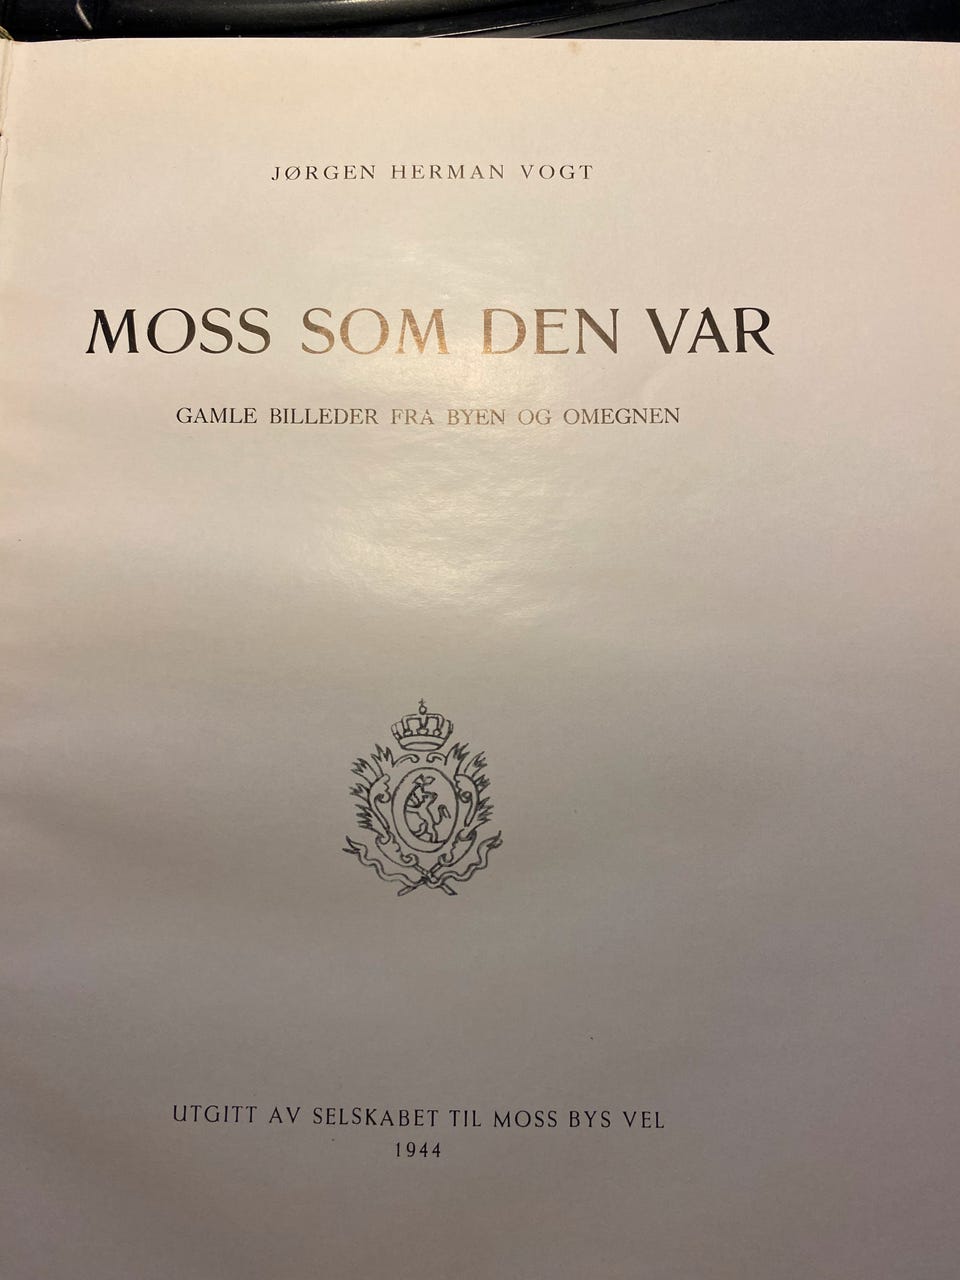 JØRGEN HERMAN VOGT
MOSS SOM DEN VAR
GAMLE BILLEDER FRA BYEN OG OMEGNEN
UTGITT AV SELSKABET TIL MOSS BYS VEL
1944